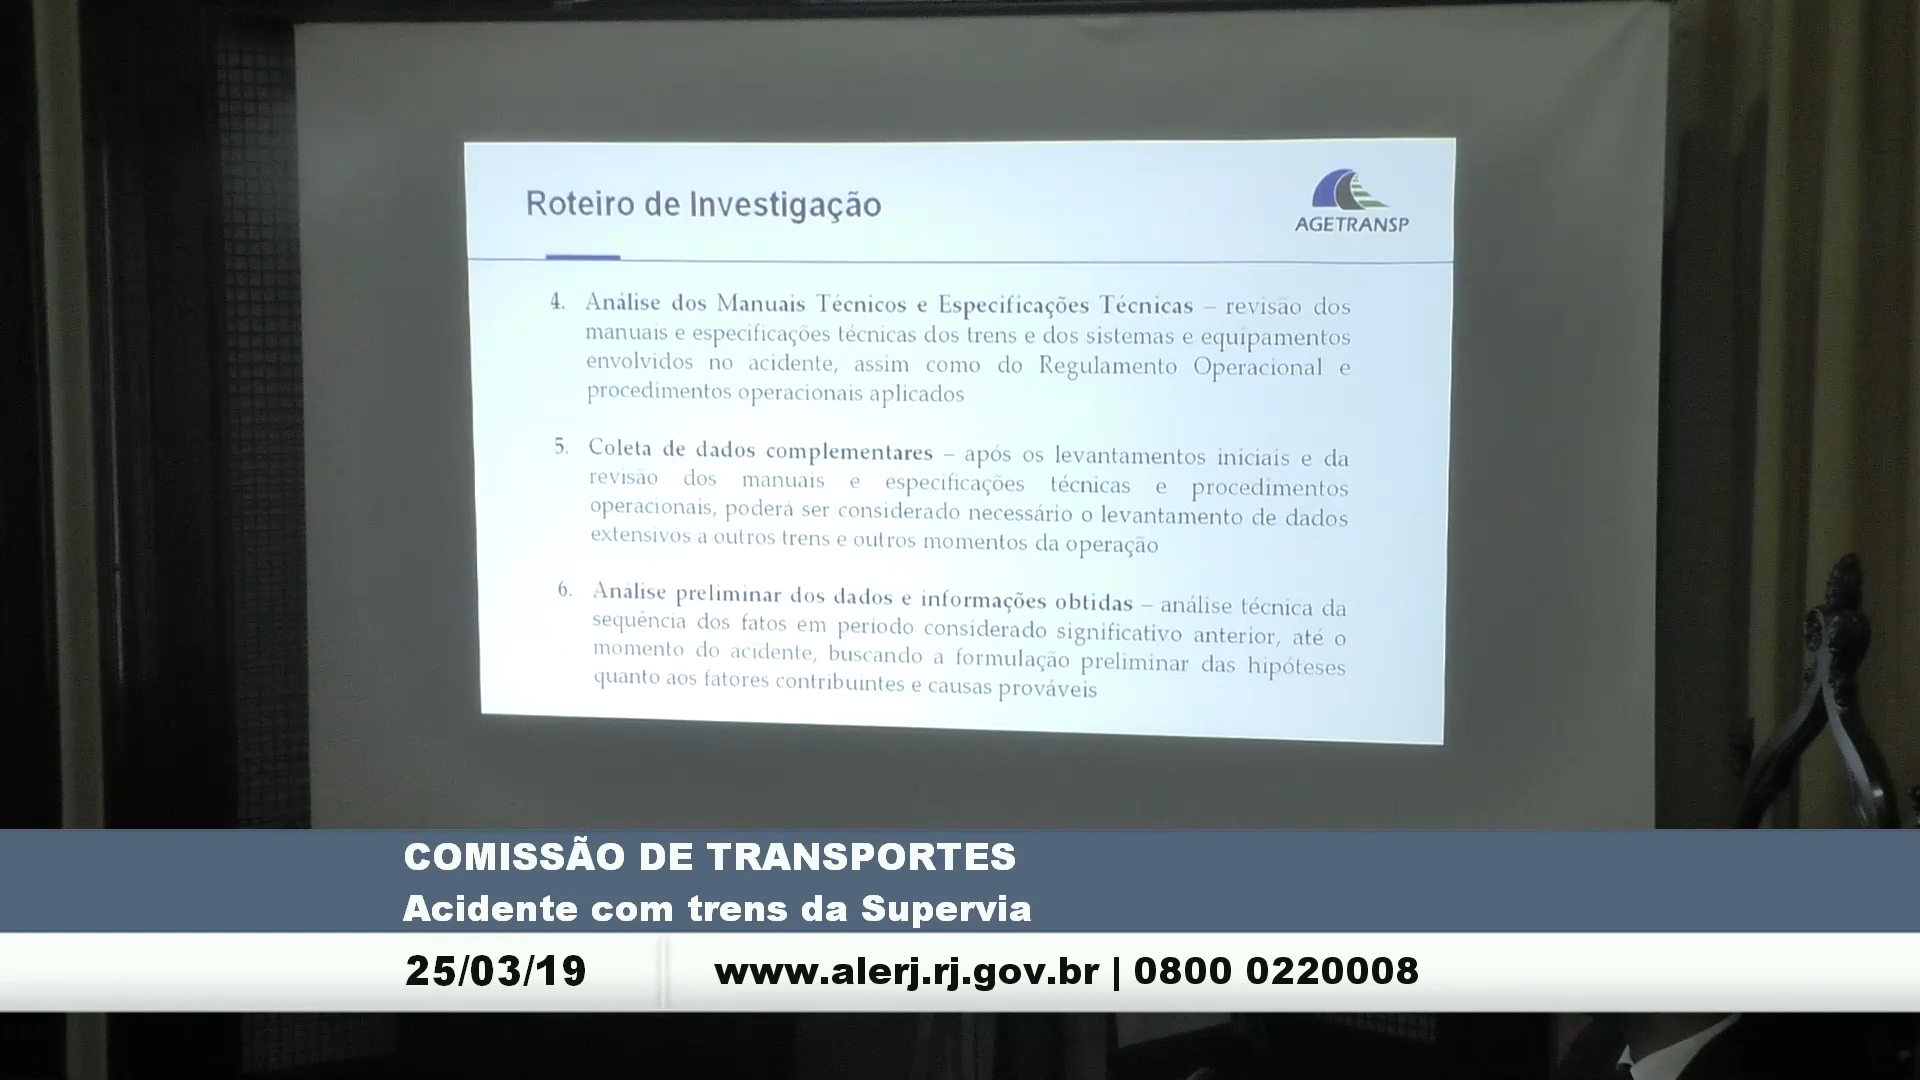 Roteiro de Investigação
AGETRANSP
4. Análise dos Manuais Técnicos e Especificações Técnicas – revisão dos
manuais e especificações técnicas dos trens e dos sistemas e equipamentos
envolvidos no acidente, assim como do Regulamento Operacional e
procedimentos operacionais aplicados
5. Coleta de dados complementares – após os levantamentos iniciais e da
revisão dos manuais e especificações técnicas e procedimentos
operacionais, poderá ser considerado necessário o levantamento de dados
extensivos a outros trens e outros momentos da operação
6. Análise preliminar dos dados e informações obtidas – análise técnica da
sequência dos fatos em período considerado significativo anterior, até o
momento do acidente, buscando a formulação preliminar das hipóteses
quanto aos fatores contribuintes e causas prováveis
COMISSÃO DE TRANSPORTES
Acidente com trens da Supervia
25/03/19 www.alerj.rj.gov.br | 0800 0220008